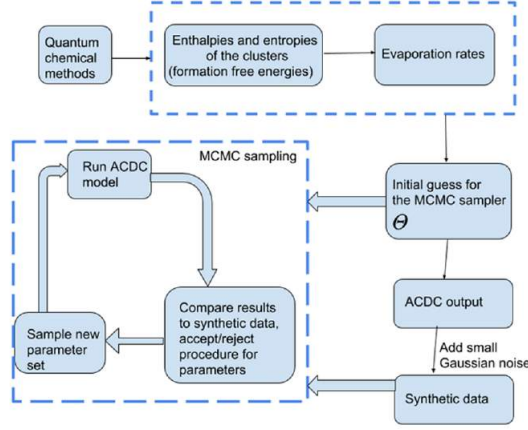 Quantum
chemical
methods
Enthalpies and entropies
of the clusters
(formation free energies)
Evaporation rates
MCMC sampling
Run ACDC
model
Initial guess for
the MCMC sampler
Θ
Compare results
to synthetic data,
accept/reject
procedure for
parameters
Sample new
parameter
set
ACDC output
Add small
Gaussian noise
Synthetic data